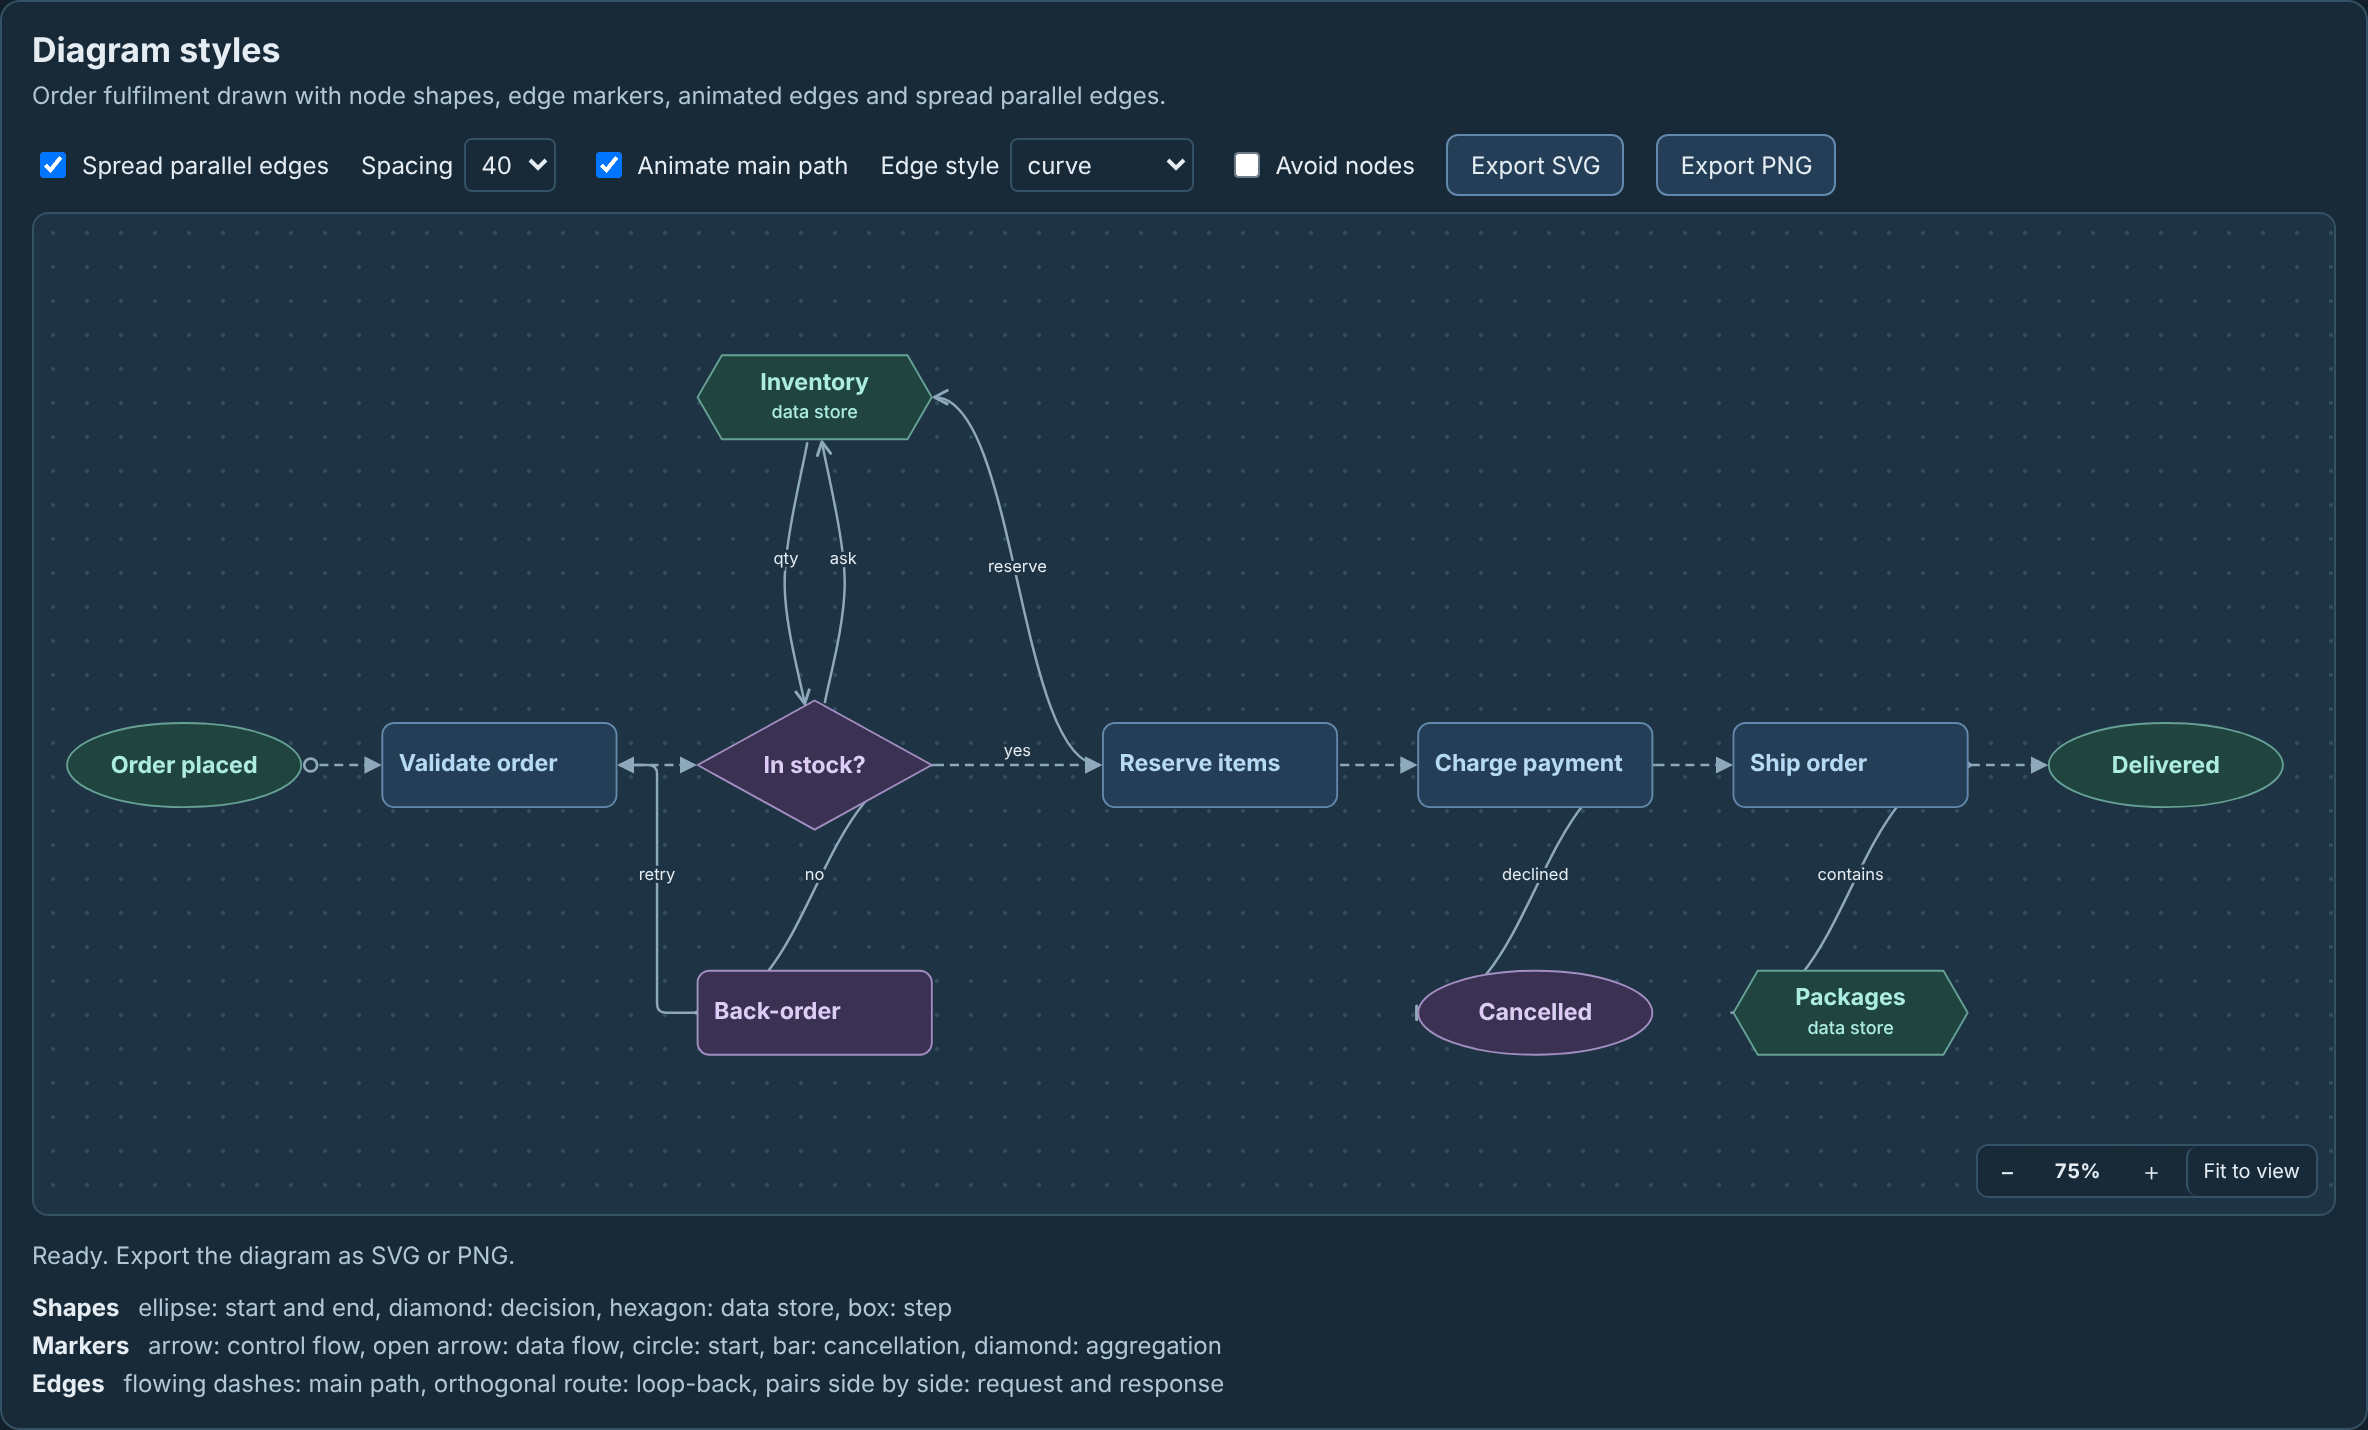 Diagram styles
Order fulfilment drawn with node shapes, edge markers, animated edges and spread parallel edges.
Spread parallel edges Spacing 40 Animate main path Edge style curve Avoid nodes Export SVG Export PNG
Inventory
data store
qty ask
reserve
yes
Order placed Validate order In stock? Reserve items Charge payment Ship order Delivered
retry no declined contains
Back-order Cancelled Packages
data store
− 75% + Fit to view
Ready. Export the diagram as SVG or PNG.
Shapes ellipse: start and end, diamond: decision, hexagon: data store, box: step
Markers arrow: control flow, open arrow: data flow, circle: start, bar: cancellation, diamond: aggregation
Edges flowing dashes: main path, orthogonal route: loop-back, pairs side by side: request and response